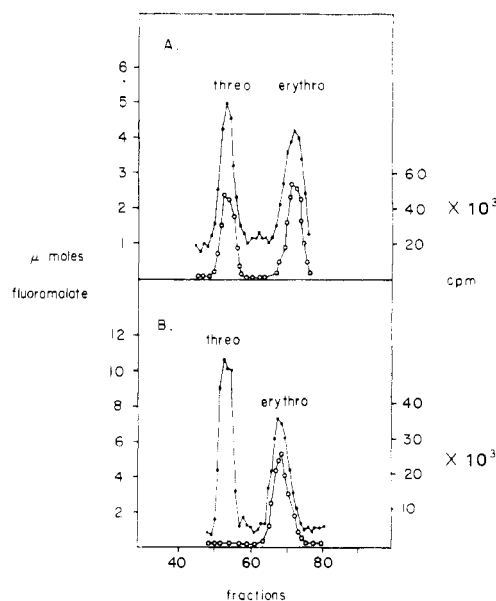 A.
threo erythro
6
5
4
3
2
1
60
40
20
X 10³
cpm
μ moles
fluoromalate
B.
threo
erythro
12
10
8
6
4
2
40
30
20
10
X 10³
40 60 80
fractions